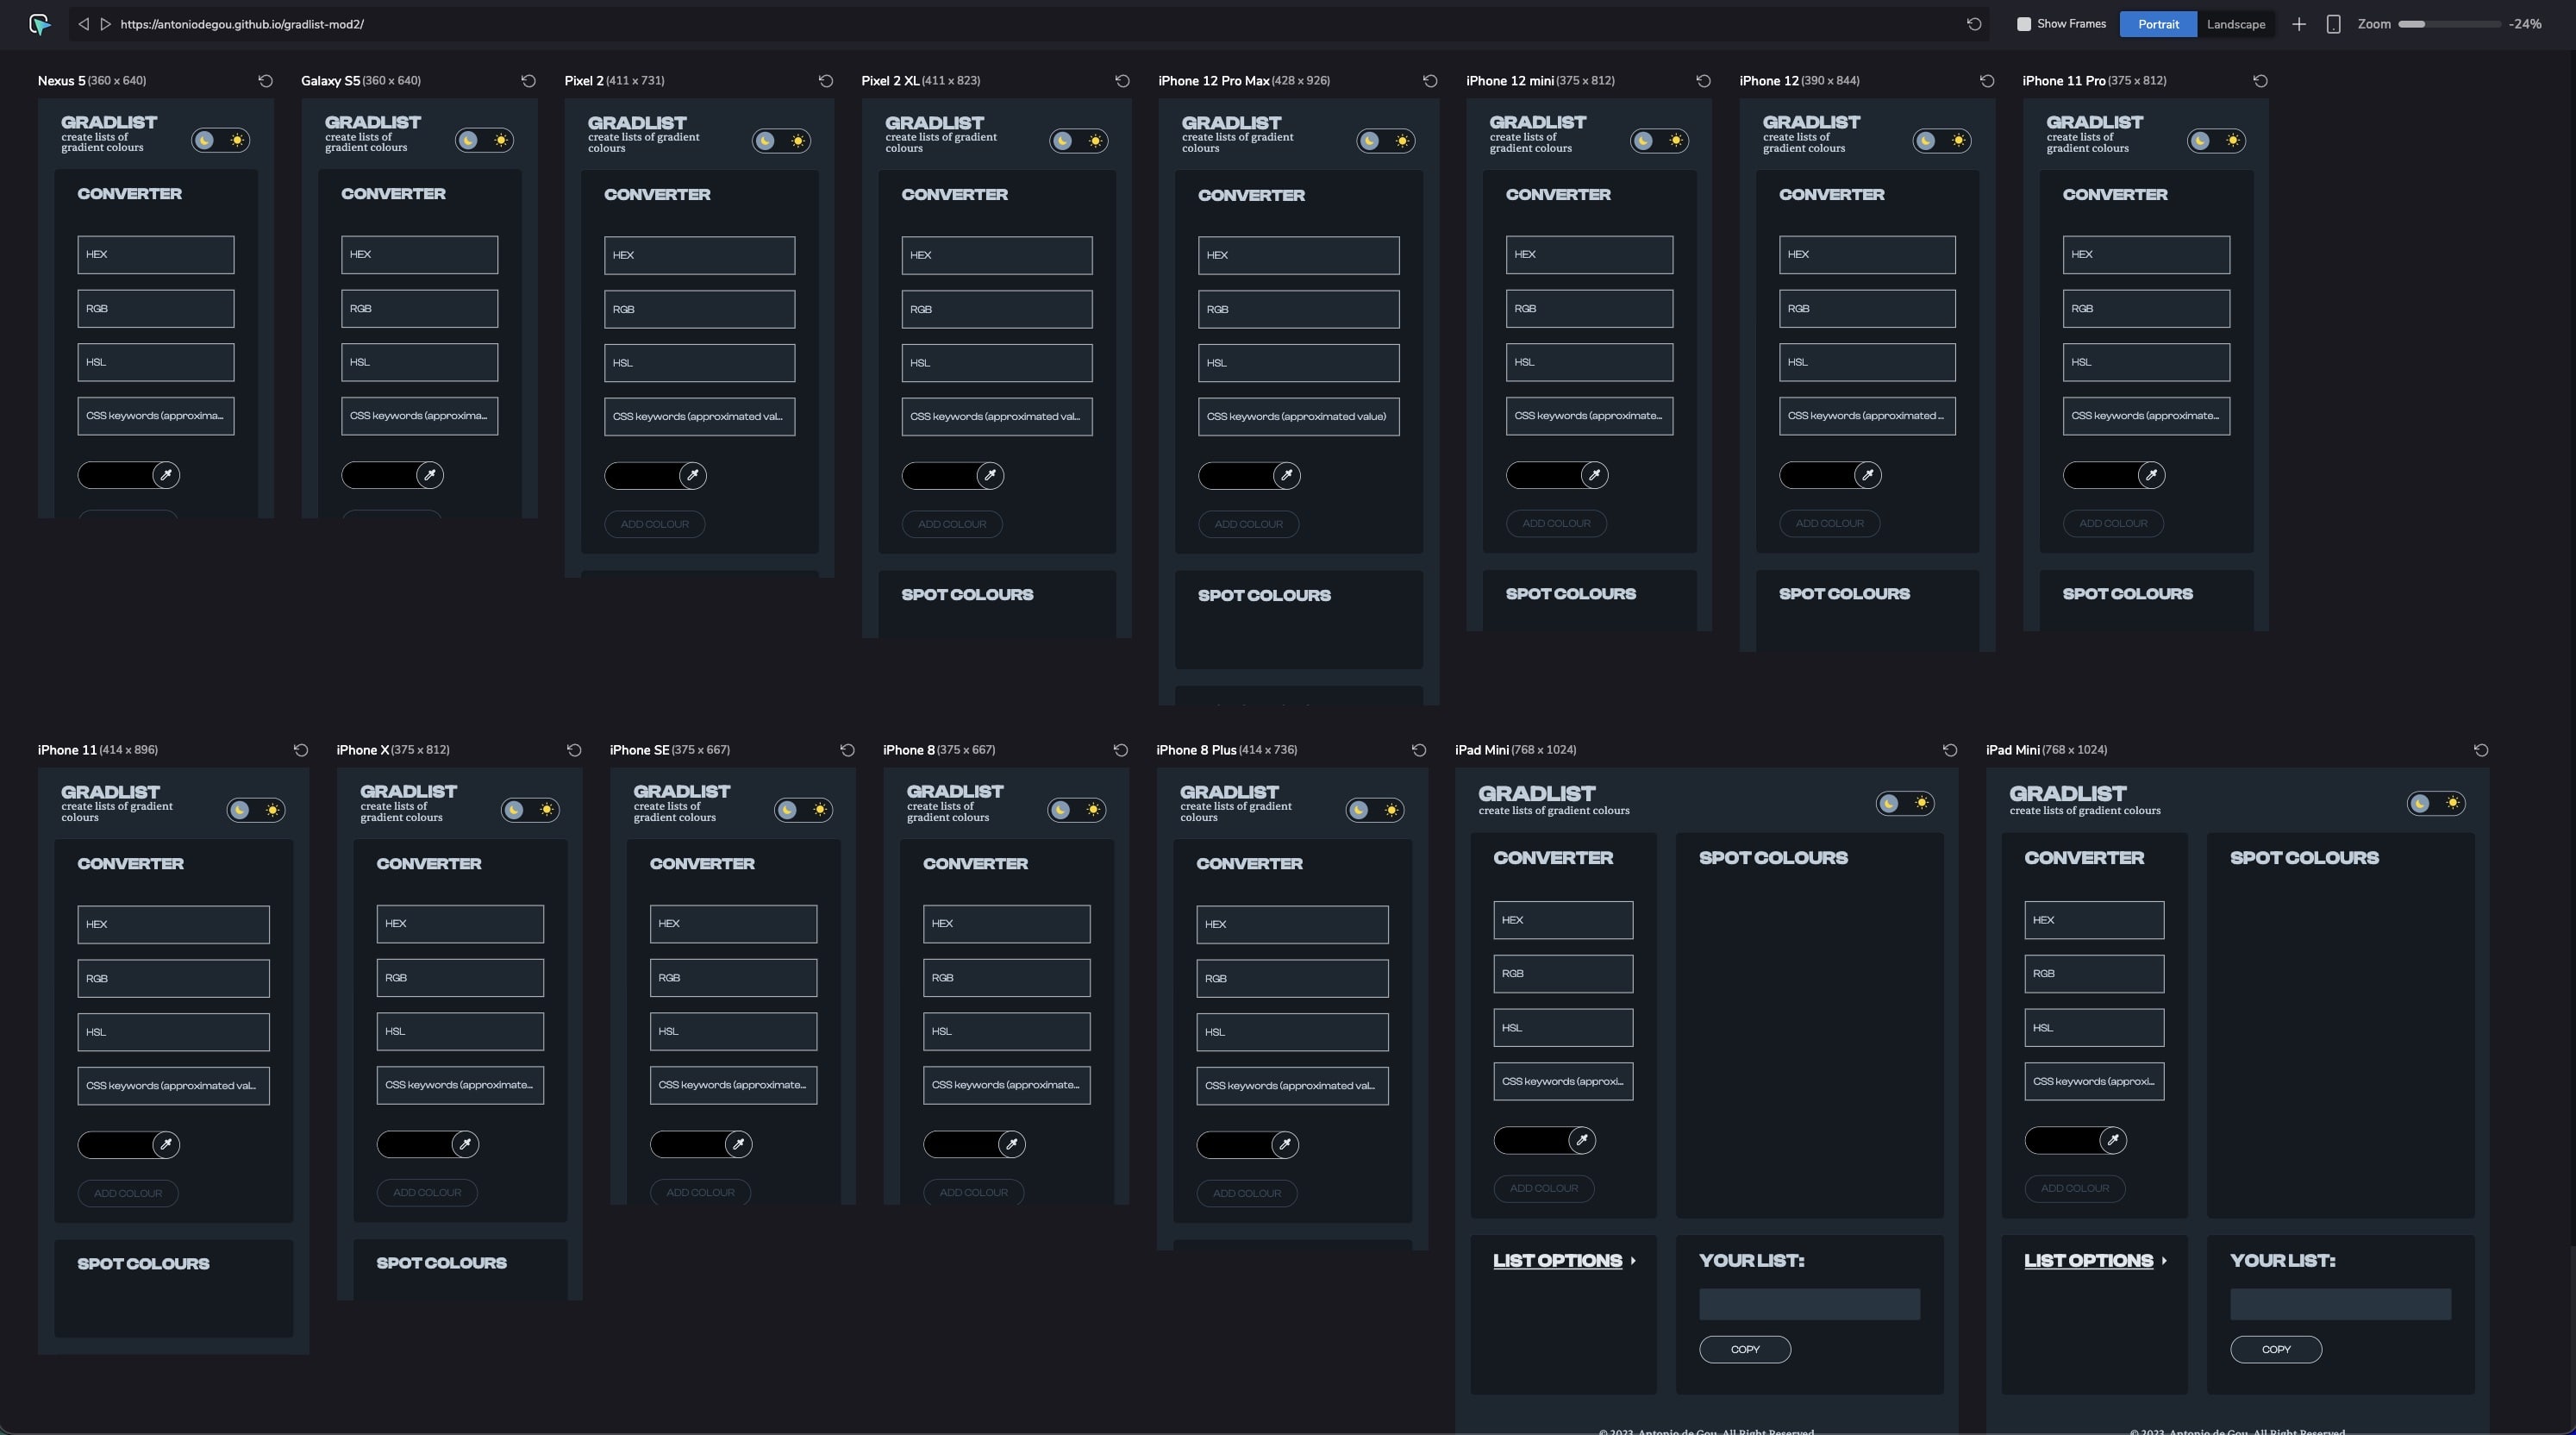 https://antoniodegou.github.io/gradlist-mod2/
Show Frames
Portrait
Landscape
Zoom
-24%
Nexus 5 (360 x 640)
GRADLIST
create lists of
gradient colours
CONVERTER
HEX
RGB
HSL
CSS keywords (approxima...
Galaxy S5 (360 x 640)
GRADLIST
create lists of
gradient colours
CONVERTER
HEX
RGB
HSL
CSS keywords (approxima...
Pixel 2 (411 x 731)
GRADLIST
create lists of gradient
colours
CONVERTER
HEX
RGB
HSL
CSS keywords (approximated val...
ADD COLOUR
Pixel 2 XL (411 x 823)
GRADLIST
create lists of gradient
colours
CONVERTER
HEX
RGB
HSL
CSS keywords (approximated val...
ADD COLOUR
SPOT COLOURS
iPhone 12 Pro Max (428 x 926)
GRADLIST
create lists of gradient
colours
CONVERTER
HEX
RGB
HSL
CSS keywords (approximated value)
ADD COLOUR
SPOT COLOURS
iPhone 12 mini (375 x 812)
GRADLIST
create lists of
gradient colours
CONVERTER
HEX
RGB
HSL
CSS keywords (approximate...
ADD COLOUR
SPOT COLOURS
iPhone 12 (390 x 844)
GRADLIST
create lists of
gradient colours
CONVERTER
HEX
RGB
HSL
CSS keywords (approximated ...
ADD COLOUR
SPOT COLOURS
iPhone 11 Pro (375 x 812)
GRADLIST
create lists of
gradient colours
CONVERTER
HEX
RGB
HSL
CSS keywords (approximate...
ADD COLOUR
SPOT COLOURS
iPhone 11 (414 x 896)
GRADLIST
create lists of gradient
colours
CONVERTER
HEX
RGB
HSL
CSS keywords (approximated val...
ADD COLOUR
SPOT COLOURS
iPhone X (375 x 812)
GRADLIST
create lists of
gradient colours
CONVERTER
HEX
RGB
HSL
CSS keywords (approximate...
ADD COLOUR
SPOT COLOURS
iPhone SE (375 x 667)
GRADLIST
create lists of
gradient colours
CONVERTER
HEX
RGB
HSL
CSS keywords (approximate...
ADD COLOUR
iPhone 8 (375 x 667)
GRADLIST
create lists of
gradient colours
CONVERTER
HEX
RGB
HSL
CSS keywords (approximate...
ADD COLOUR
iPhone 8 Plus (414 x 736)
GRADLIST
create lists of gradient
colours
CONVERTER
HEX
RGB
HSL
CSS keywords (approximated val...
ADD COLOUR
iPad Mini (768 x 1024)
GRADLIST
create lists of gradient colours
CONVERTER
HEX
RGB
HSL
CSS keywords (approxi...
ADD COLOUR
SPOT COLOURS
LIST OPTIONS
YOUR LIST:
COPY
© 2023, Antonio de Gou, All Right Reserved
iPad Mini (768 x 1024)
GRADLIST
create lists of gradient colours
CONVERTER
HEX
RGB
HSL
CSS keywords (approxi...
ADD COLOUR
SPOT COLOURS
LIST OPTIONS
YOUR LIST:
COPY
© 2023, Antonio de Gou, All Right Reserved